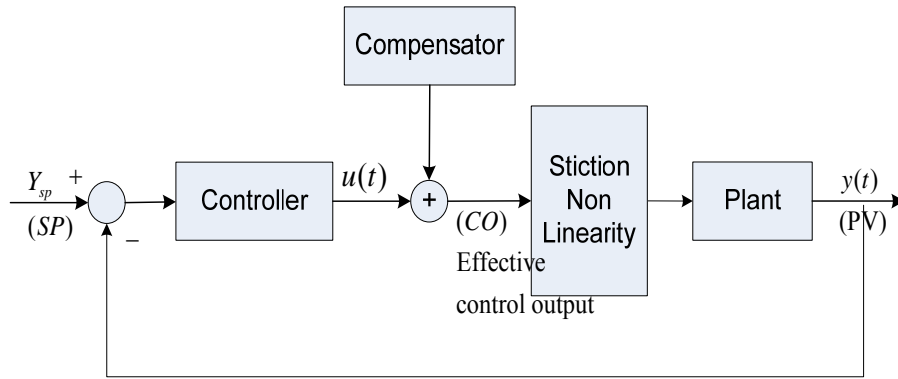 Compensator
Y_sp
+
(SP)
−
Controller
u(t)
+
(CO)
Effective
control output
Stiction
Non
Linearity
Plant
y(t)
(PV)